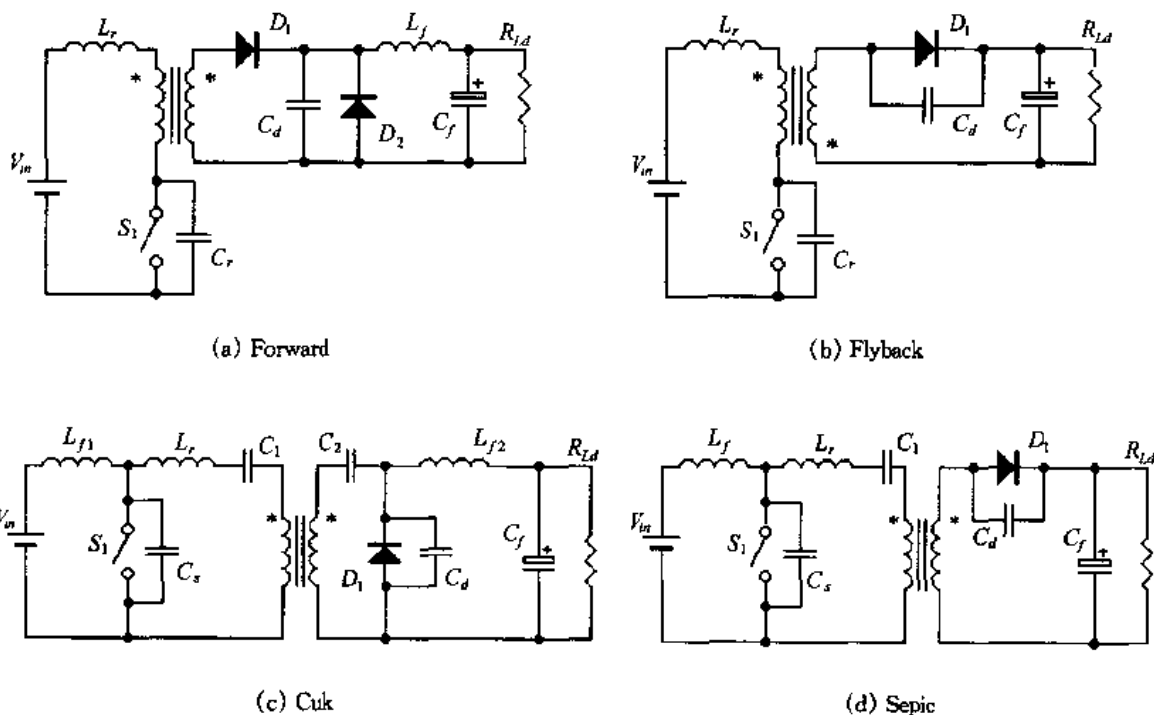 L_r
*
*
D_1
C_d
D_2
L_f
+
C_f
R_Ld
V_in
S_1
C_r
(a) Forward
L_r
*
*
D_1
C_d
+
C_f
R_Ld
V_in
S_1
C_r
(b) Flyback
L_f1
L_r
C_1
C_2
L_f2
R_Ld
V_in
S_1
C_s
*
*
D_1
C_d
C_f
+
(c) Cuk
L_f
L_r
C_1
D_1
R_Ld
V_in
S_1
C_s
*
*
C_d
C_f
+
(d) Sepic